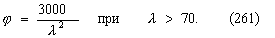 φ = 3000 / λ² при λ > 70. (261)